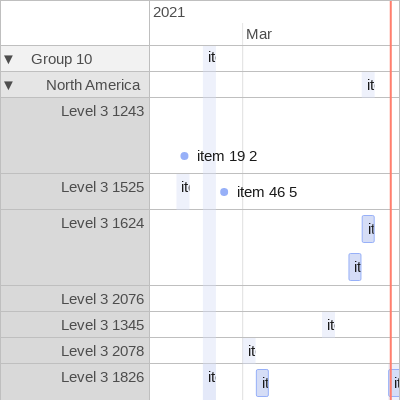 2021
Mar
▼ Group 10
it
▼ North America
it
Level 3 1243
item 19 2
Level 3 1525
it
item 46 5
Level 3 1624
it
it
Level 3 2076
Level 3 1345
it
Level 3 2078
it
Level 3 1826
it
it
it